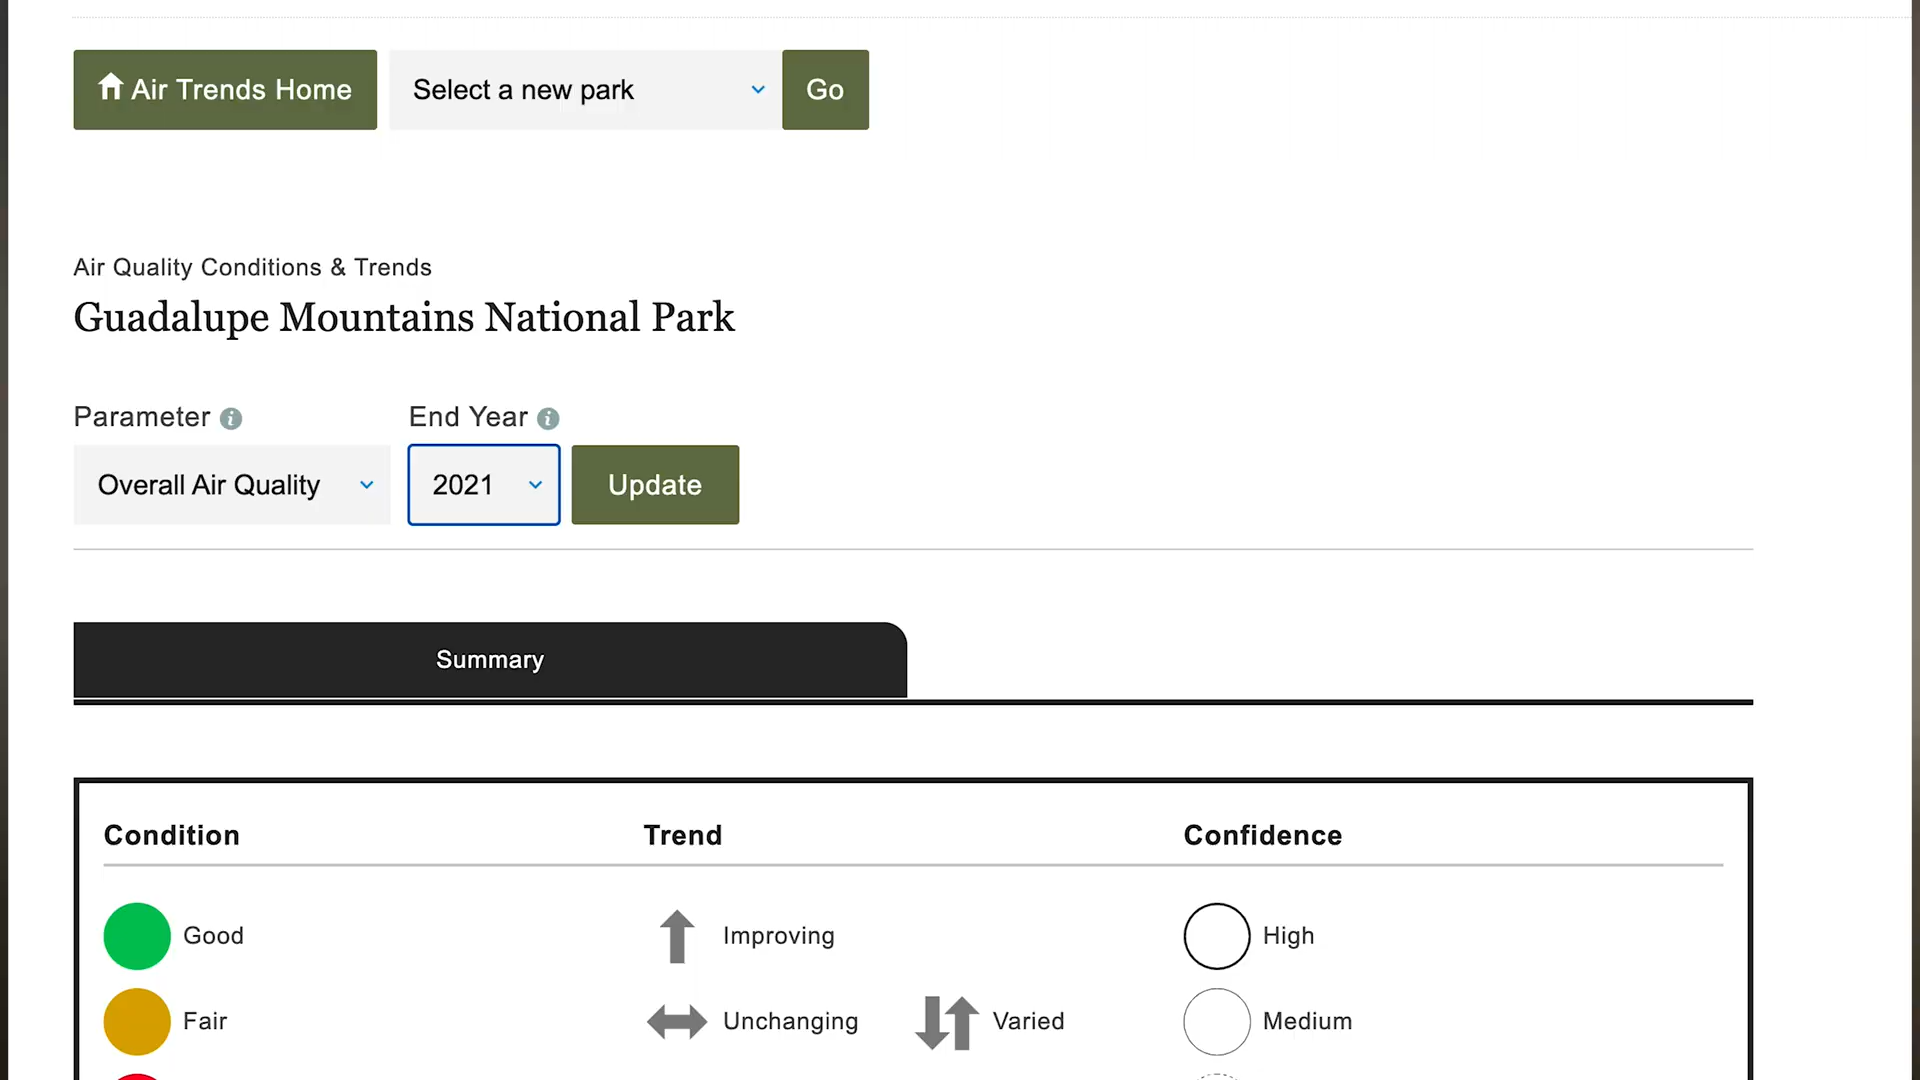 Air Trends Home
Select a new park
Go
Air Quality Conditions & Trends
Guadalupe Mountains National Park
Parameter
End Year
Overall Air Quality
2021
Update
Summary
Condition
Trend
Confidence
Good
Improving
High
Fair
Unchanging
Varied
Medium